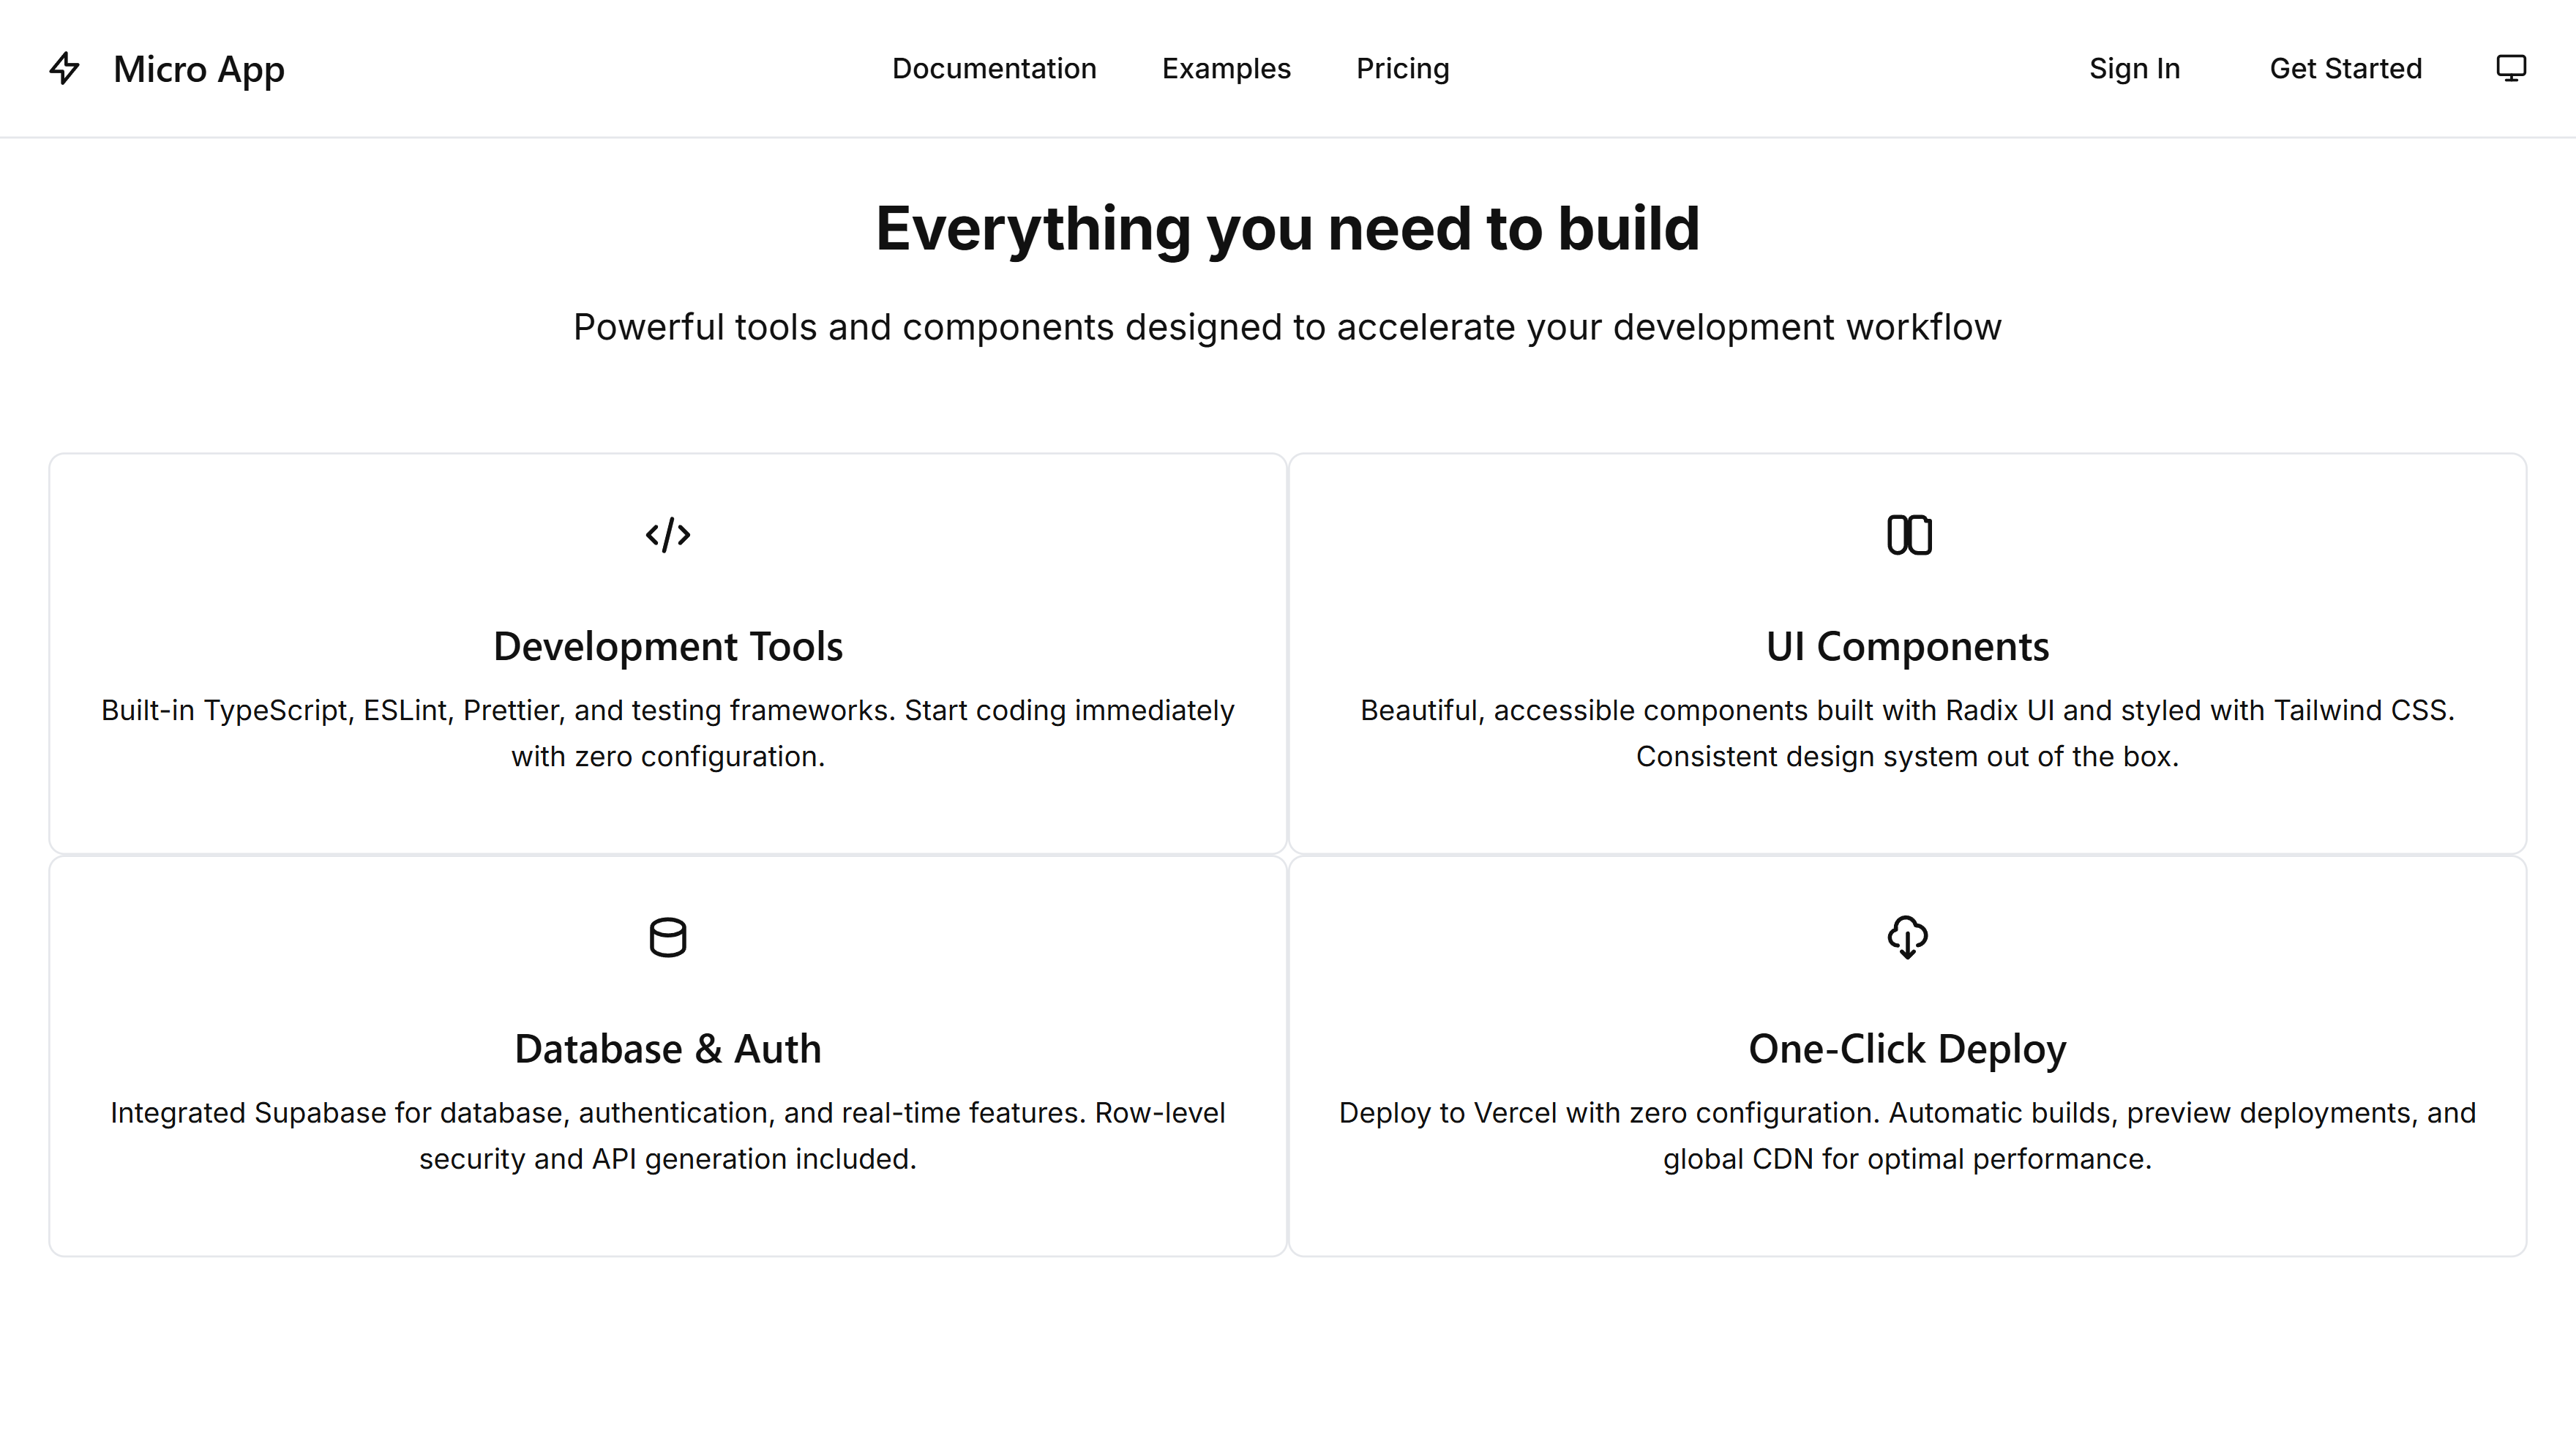 Micro App
Documentation
Examples
Pricing
Sign In
Get Started
Everything you need to build
Powerful tools and components designed to accelerate your development workflow
Development Tools
Built-in TypeScript, ESLint, Prettier, and testing frameworks. Start coding immediately
with zero configuration.
UI Components
Beautiful, accessible components built with Radix UI and styled with Tailwind CSS.
Consistent design system out of the box.
Database & Auth
Integrated Supabase for database, authentication, and real-time features. Row-level
security and API generation included.
One-Click Deploy
Deploy to Vercel with zero configuration. Automatic builds, preview deployments, and
global CDN for optimal performance.